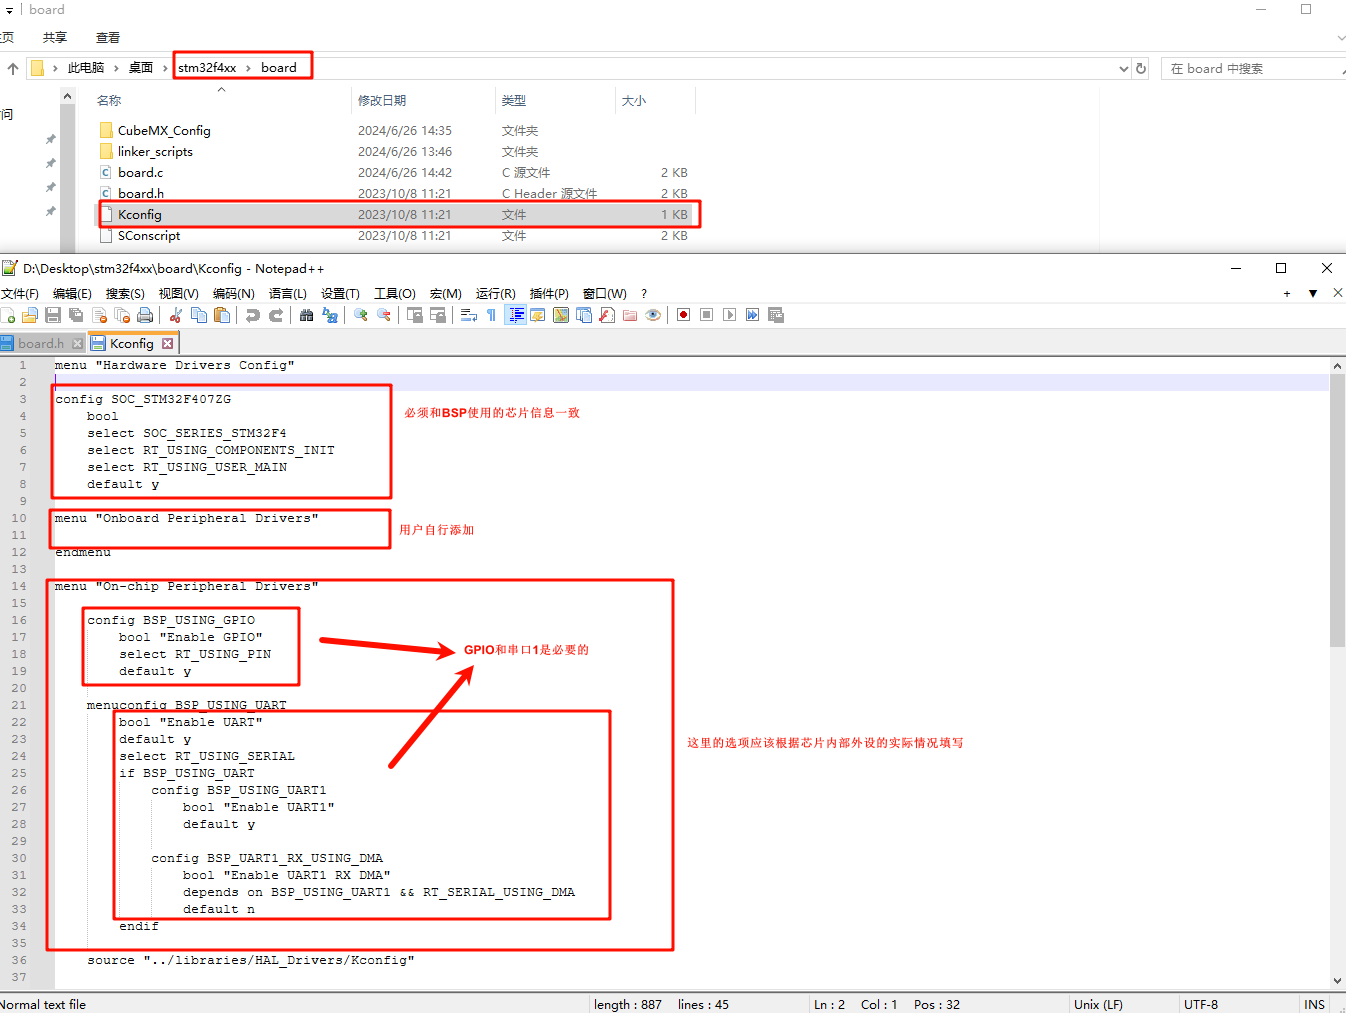 board
主页
共享
查看
此电脑 › 桌面 › stm32f4xx › board
在 board 中搜索
名称 修改日期 类型 大小
CubeMX_Config 2024/6/26 14:35 文件夹
linker_scripts 2024/6/26 13:46 文件夹
board.c 2024/6/26 14:42 C 源文件 2 KB
board.h 2023/10/8 11:21 C Header 源文件 2 KB
Kconfig 2023/10/8 11:21 文件 1 KB
SConscript 2023/10/8 11:21 文件 2 KB
D:\Desktop\stm32f4xx\board\Kconfig - Notepad++
文件(F) 编辑(E) 搜索(S) 视图(V) 编码(N) 语言(L) 设置(T) 工具(O) 宏(M) 运行(R) 插件(P) 窗口(W) ?
board.h Kconfig
1 menu "Hardware Drivers Config"
2
3 config SOC_STM32F407ZG
4 bool
必须和BSP使用的芯片信息一致
5 select SOC_SERIES_STM32F4
6 select RT_USING_COMPONENTS_INIT
7 select RT_USING_USER_MAIN
8 default y
9
10 menu "Onboard Peripheral Drivers"
11
用户自行添加
12 endmenu
13
14 menu "On-chip Peripheral Drivers"
15
16 config BSP_USING_GPIO
17 bool "Enable GPIO"
18 select RT_USING_PIN
GPIO和串口1是必要的
19 default y
20
21 menuconfig BSP_USING_UART
22 bool "Enable UART"
23 default y
这里的选项应该根据芯片内部外设的实际情况填写
24 select RT_USING_SERIAL
25 if BSP_USING_UART
26 config BSP_USING_UART1
27 bool "Enable UART1"
28 default y
29
30 config BSP_UART1_RX_USING_DMA
31 bool "Enable UART1 RX DMA"
32 depends on BSP_USING_UART1 && RT_SERIAL_USING_DMA
33 default n
34 endif
35
36 source "../libraries/HAL_Drivers/Kconfig"
37
Normal text file length : 887 lines : 45 Ln : 2 Col : 1 Pos : 32 Unix (LF) UTF-8 INS